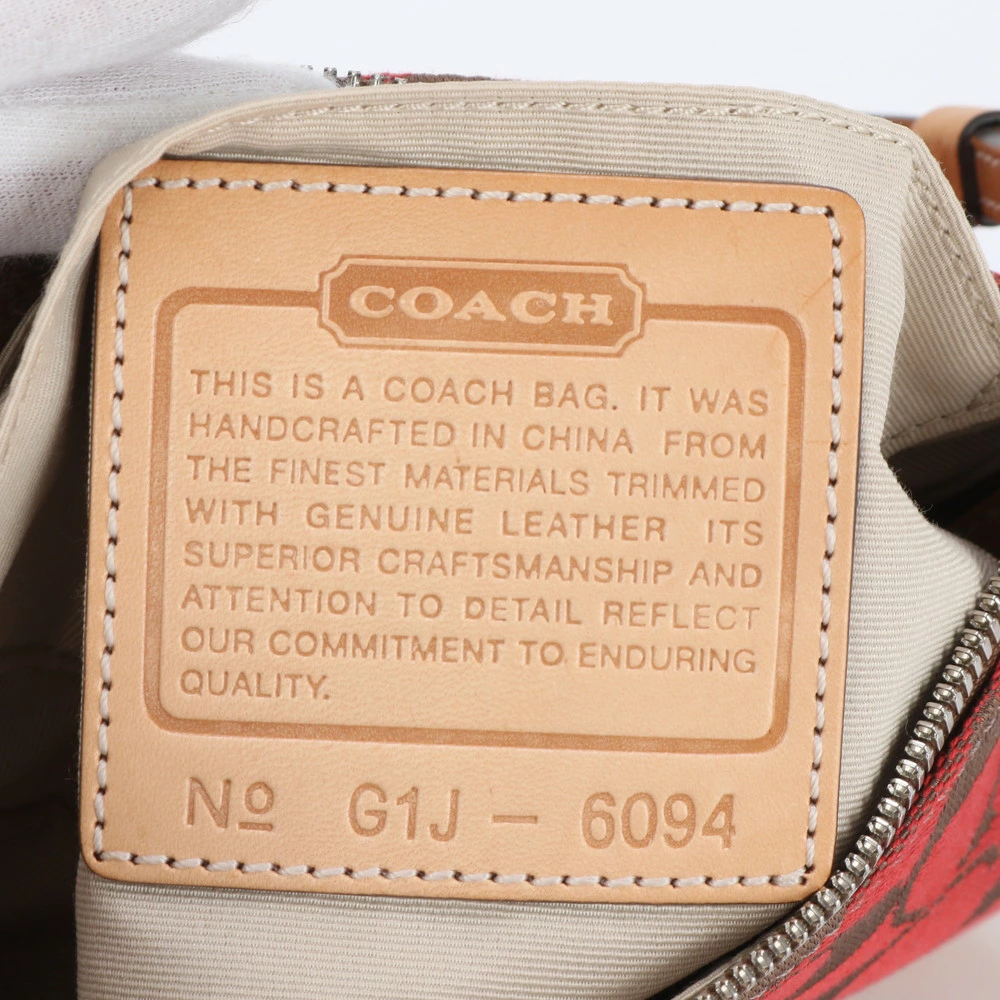 COACH
THIS IS A COACH BAG. IT WAS
HANDCRAFTED IN CHINA FROM
THE FINEST MATERIALS TRIMMED
WITH GENUINE LEATHER ITS
SUPERIOR CRAFTSMANSHIP AND
ATTENTION TO DETAIL REFLECT
OUR COMMITMENT TO ENDURING
QUALITY.
Nº G1J – 6094